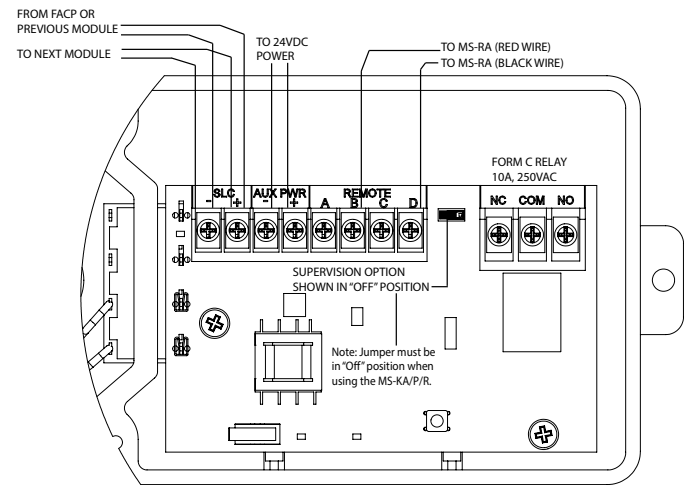 FROM FACP OR
PREVIOUS MODULE
TO NEXT MODULE
TO 24VDC
POWER
TO MS-RA (RED WIRE)
TO MS-RA (BLACK WIRE)
FORM C RELAY
10A, 250VAC
SLC AUX PWR REMOTE
- + - + A B C D
NC COM NO
SUPERVISION OPTION
SHOWN IN "OFF" POSITION
Note: Jumper must be
in "Off" position when
using the MS-KA/P/R.